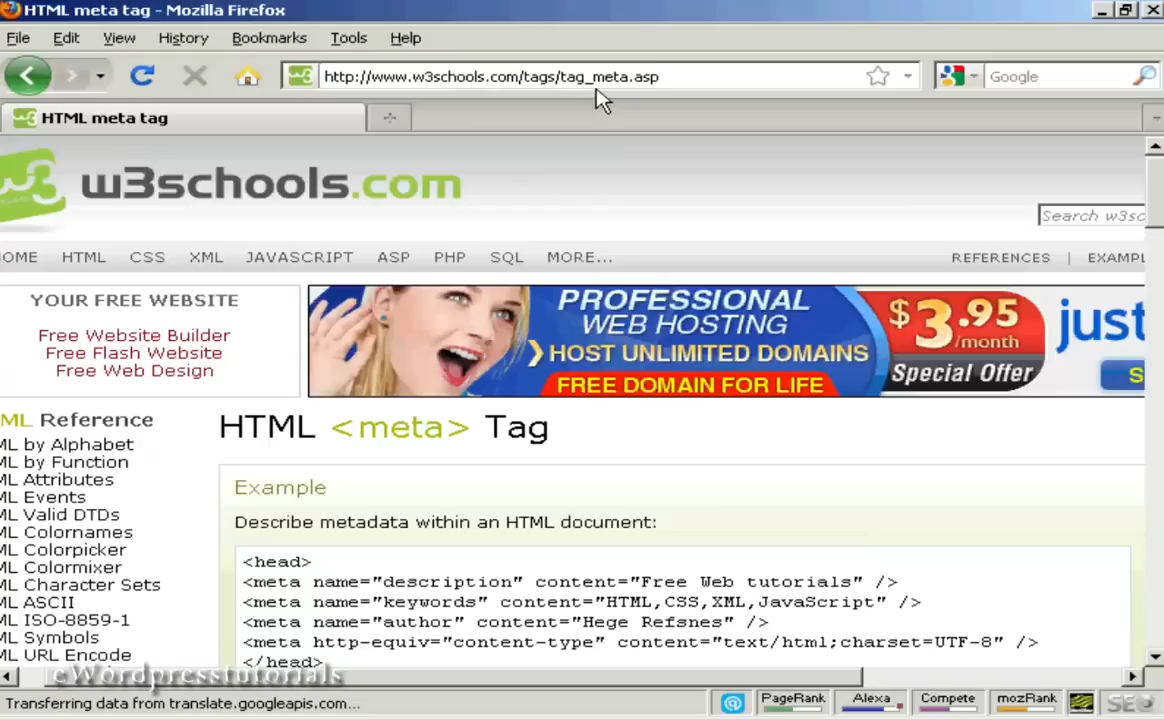 HTML meta tag - Mozilla Firefox
File Edit View History Bookmarks Tools Help
http://www.w3schools.com/tags/tag_meta.asp
Google
HTML meta tag
w3schools.com
Search w3sc
OME HTML CSS XML JAVASCRIPT ASP PHP SQL MORE... REFERENCES | EXAMPL
YOUR FREE WEBSITE
Free Website Builder
Free Flash Website
Free Web Design
PROFESSIONAL
WEB HOSTING
HOST UNLIMITED DOMAINS
FREE DOMAIN FOR LIFE
$3.95
/month
Special Offer
just
S
ML Reference
ML by Alphabet
ML by Function
ML Attributes
ML Events
ML Valid DTDs
ML Colornames
ML Colorpicker
ML Colormixer
ML Character Sets
ML ASCII
ML ISO-8859-1
ML Symbols
ML URL Encode
HTML <meta> Tag
Example
Describe metadata within an HTML document:
<head>
<meta name="description" content="Free Web tutorials" />
<meta name="keywords" content="HTML,CSS,XML,JavaScript" />
<meta name="author" content="Hege Refsnes" />
<meta http-equiv="content-type" content="text/html;charset=UTF-8" />
</head>
eWordpresstutorials
Transferring data from translate.googleapis.com...
PageRank Alexa Compete mozRank SE